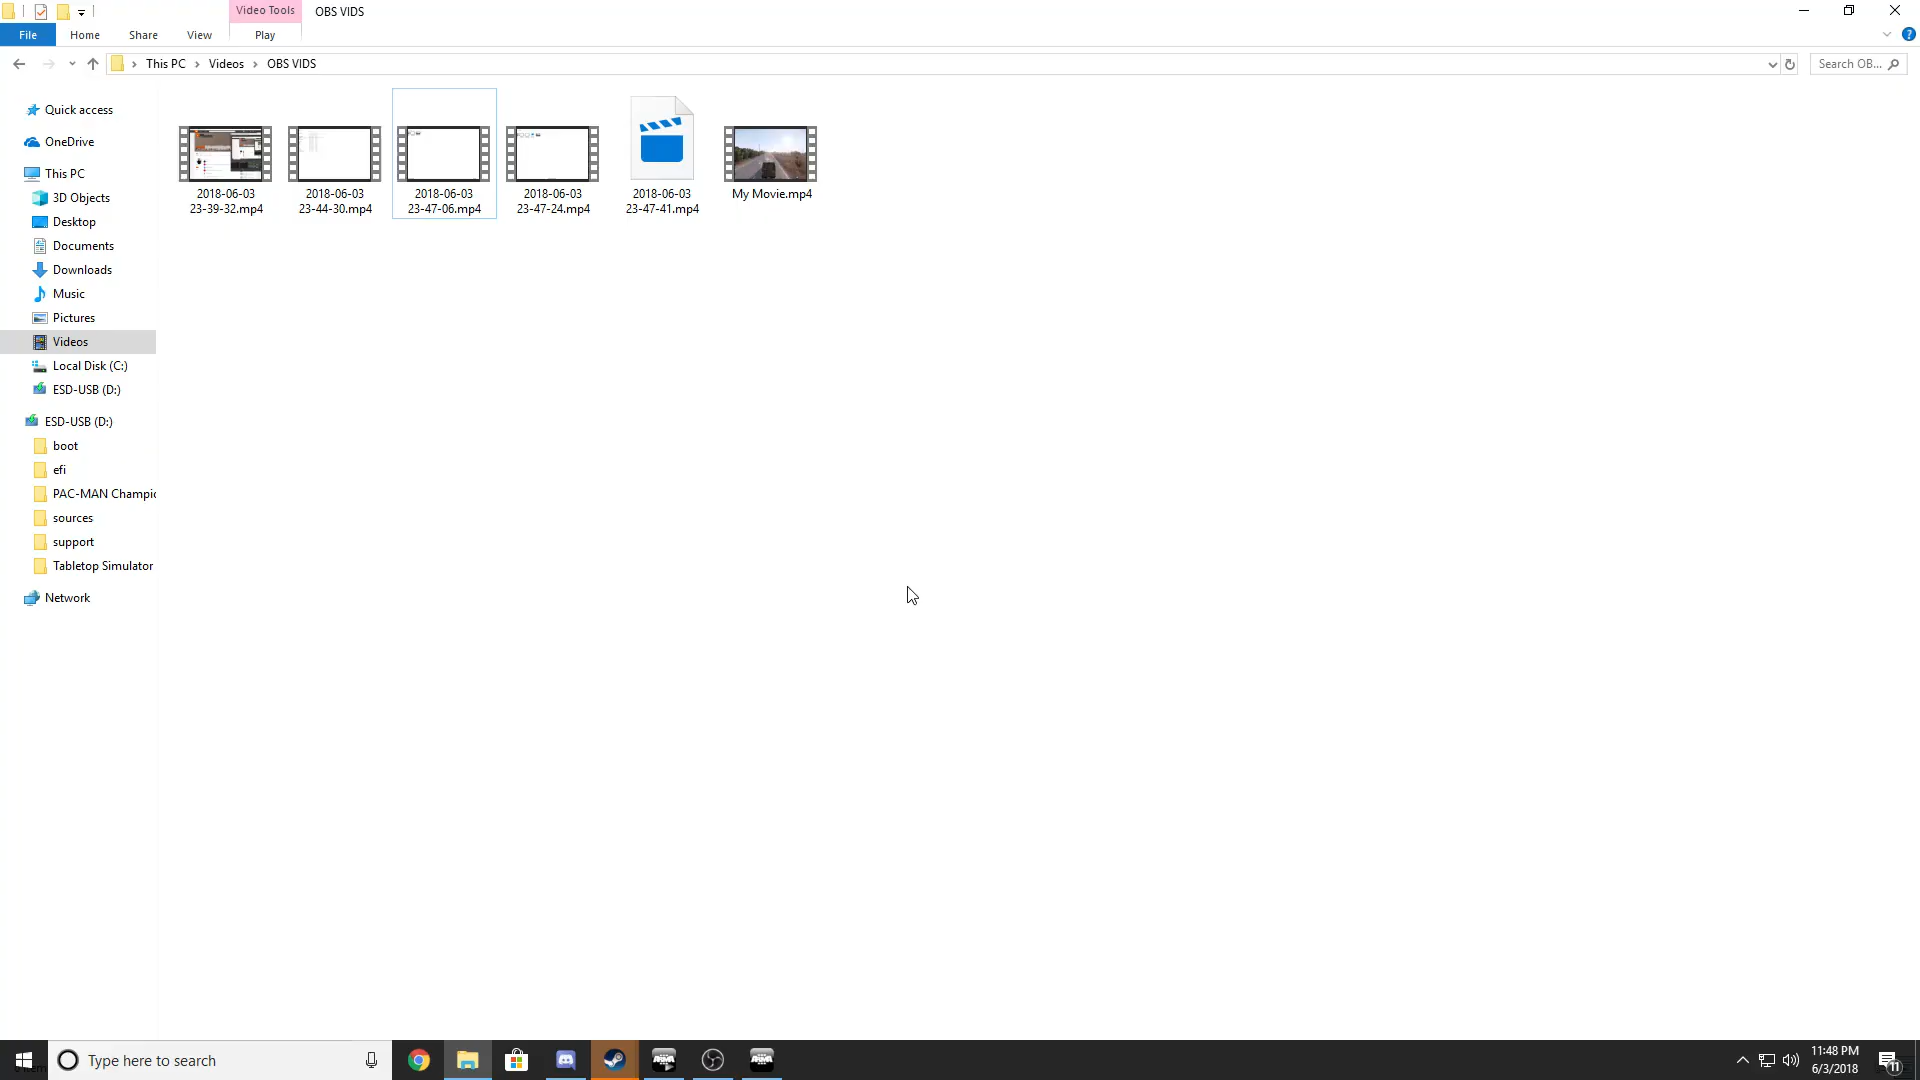 Video Tools
OBS VIDS
File
Home
Share
View
Play
This PC
Videos
OBS VIDS
Search OB...
Quick access
OneDrive
This PC
3D Objects
Desktop
Documents
Downloads
Music
Pictures
Videos
Local Disk (C:)
ESD-USB (D:)
ESD-USB (D:)
boot
efi
PAC-MAN Champic
sources
support
Tabletop Simulator
Network
2018-06-03
23-39-32.mp4
2018-06-03
23-44-30.mp4
2018-06-03
23-47-06.mp4
2018-06-03
23-47-24.mp4
2018-06-03
23-47-41.mp4
My Movie.mp4
Type here to search
11:48 PM
6/3/2018
11